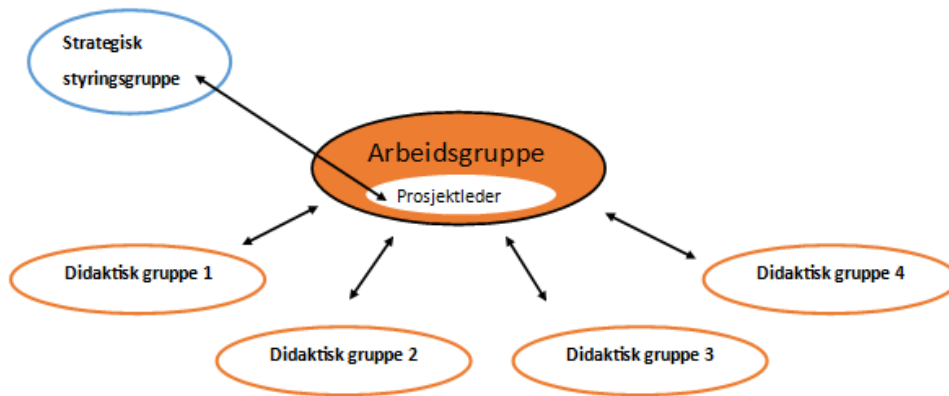 Strategisk
styringsgruppe
Arbeidsgruppe
Prosjektleder
Didaktisk gruppe 1
Didaktisk gruppe 4
Didaktisk gruppe 2
Didaktisk gruppe 3